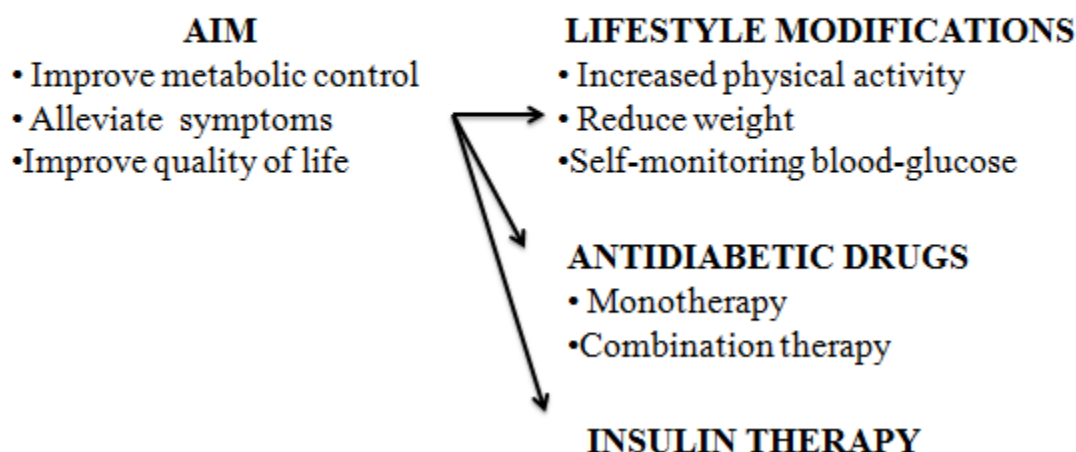 AIM
• Improve metabolic control
• Alleviate symptoms
•Improve quality of life
LIFESTYLE MODIFICATIONS
• Increased physical activity
• Reduce weight
•Self-monitoring blood-glucose
ANTIDIABETIC DRUGS
• Monotherapy
•Combination therapy
INSULIN THERAPY